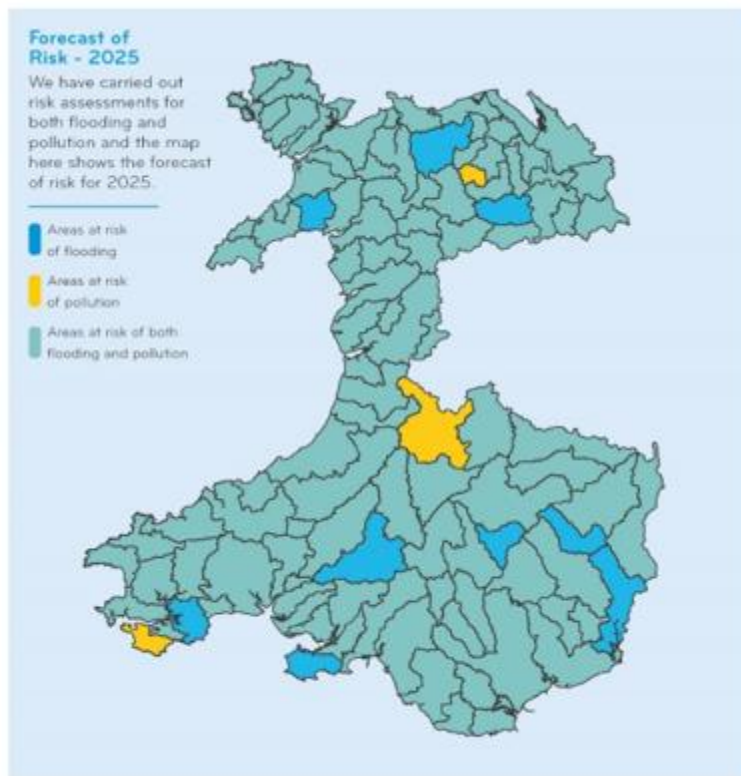 Forecast of
Risk - 2025
We have carried out
risk assessments for
both flooding and
pollution and the map
here shows the forecast
of risk for 2025.
Areas at risk
of flooding
Areas at risk
of pollution
Areas at risk of both
flooding and pollution